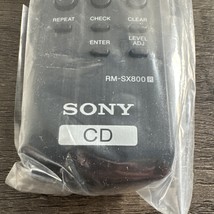 REPEAT CHECK CLEAR
ENTER LEVEL
ADJ
RM-SX800
SONY
CD